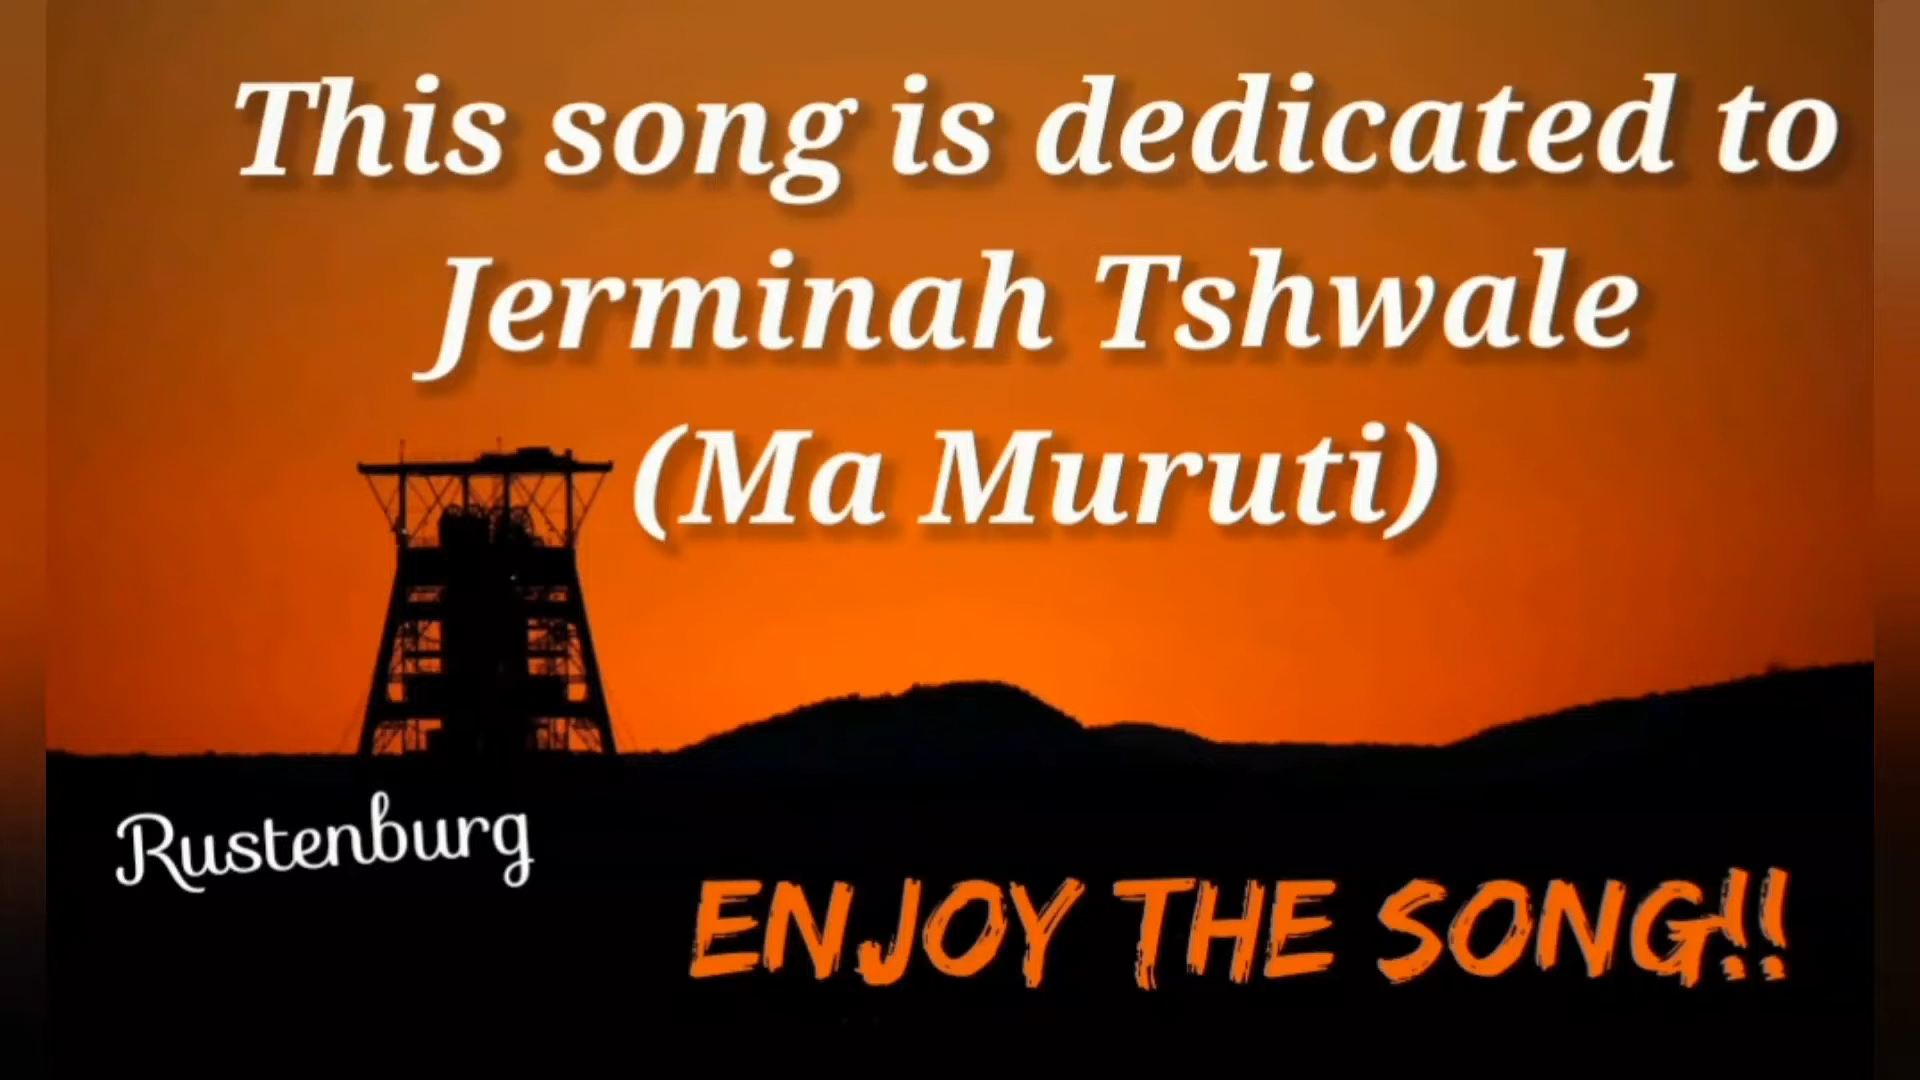 This song is dedicated to
Jerminah Tshwale
(Ma Muruti)
Rustenburg
ENJOY THE SONG!!